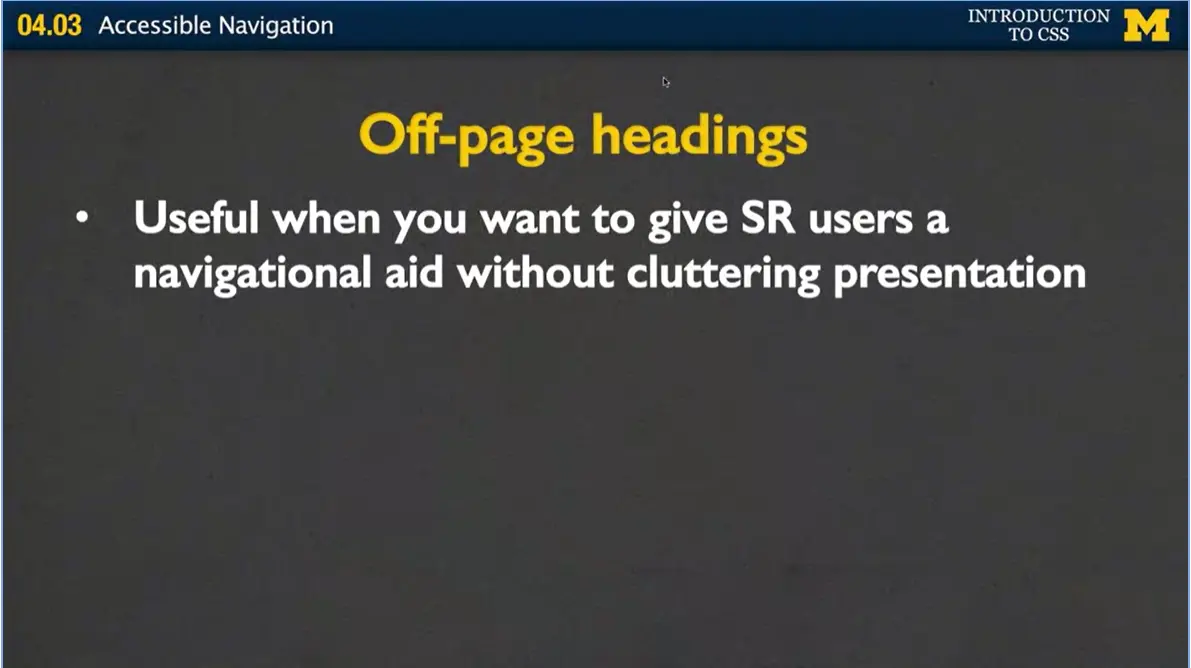 04.03 Accessible Navigation
INTRODUCTION
TO CSS
M
Off-page headings
• Useful when you want to give SR users a
navigational aid without cluttering presentation